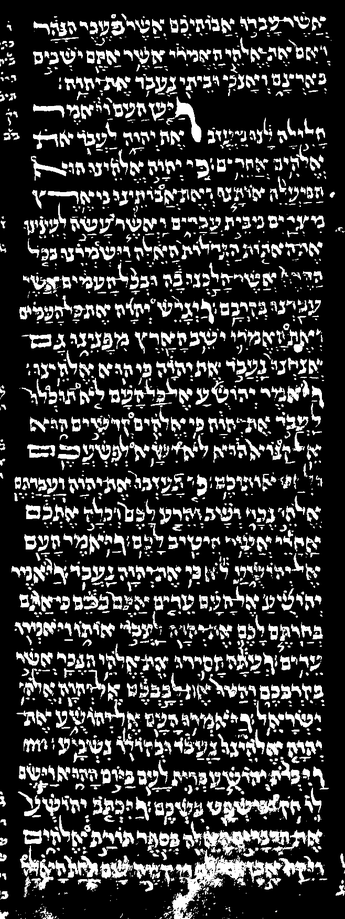 אשר עבדו אבותיכם אשר בעבר הנהר
ואם את אלהי האמרי אשר אתם ישבים
בארצם ואנכי וביתי נעבד את יהוה׃
ויען העם ויאמר
חלילה לנו מעזב את יהוה לעבד
אלהים אחרים׃ כי יהוה אלהינו הוא
המעלה אתנו ואת אבותינו מארץ
מצרים מבית עבדים ואשר עשה לעינינו
את האתות הגדלות האלה וישמרנו בכל
הדרך אשר הלכנו בה ובכל העמים אשר
עברנו בקרבם׃ ויגרש יהוה את כל העמים
ואת האמרי ישב הארץ מפנינו גם
אנחנו נעבד את יהוה כי הוא אלהינו׃
ויאמר יהושע אל העם לא תוכלו
לעבד את יהוה כי אלהים קדשים הוא
אל קנוא הוא לא ישא לפשעכם
כי תעזבו את יהוה ועבדתם
אלהי נכר ושב והרע לכם וכלה אתכם
אחרי אשר היטיב לכם׃ ויאמר העם
אל יהושע לא כי את יהוה נעבד׃ ויאמר
יהושע אל העם עדים אתם בכם כי אתם
בחרתם לכם את יהוה לעבד אותו ויאמרו
עדים׃ ועתה הסירו את אלהי הנכר אשר
בקרבכם והטו את לבבכם אל יהוה אלהי
ישראל׃ ויאמרו העם אל יהושע את
יהוה אלהינו נעבד ובקולו נשמע׃
ויכרת יהושע ברית לעם ביום ההוא וישם
לו חק ומשפט בשכם׃ ויכתב יהושע
את הדברים האלה בספר תורת אלהים
ויקח אבן שם תחת האלה